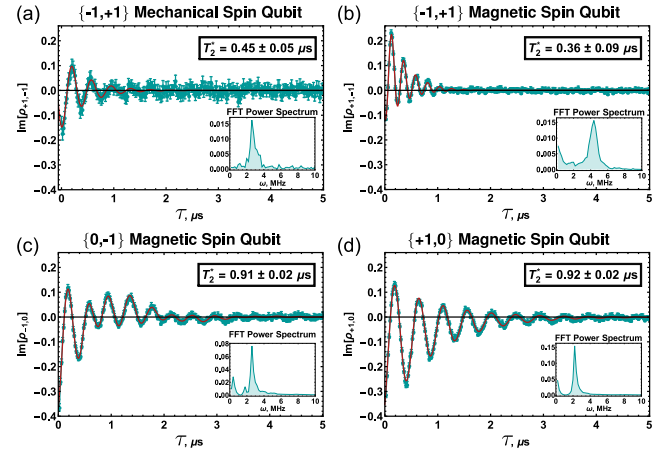 (a) {-1,+1} Mechanical Spin Qubit
T₂* = 0.45 ± 0.05 μs
Im[ρ₊₁,₋₁]
0.2
0.1
0.0
-0.1
-0.2
-0.3
-0.4
FFT Power Spectrum
0.015
0.010
0.005
0.000
0 2 4 6 8 10
ω, MHz
0 1 2 3 4 5
τ, μs
(b) {-1,+1} Magnetic Spin Qubit
T₂* = 0.36 ± 0.09 μs
Im[ρ₊₁,₋₁]
0.2
0.1
0.0
-0.1
-0.2
-0.3
-0.4
FFT Power Spectrum
0.015
0.010
0.005
0.000
0 2 4 6 8 10
ω, MHz
0 1 2 3 4 5
τ, μs
(c) {0,-1} Magnetic Spin Qubit
T₂* = 0.91 ± 0.02 μs
Im[ρ₋₁,₀]
0.2
0.1
0.0
-0.1
-0.2
-0.3
-0.4
FFT Power Spectrum
0.08
0.06
0.04
0.02
0.00
0 2 4 6 8 10
ω, MHz
0 1 2 3 4 5
τ, μs
(d) {+1,0} Magnetic Spin Qubit
T₂* = 0.92 ± 0.02 μs
Im[ρ₊₁,₀]
0.2
0.1
0.0
-0.1
-0.2
-0.3
-0.4
FFT Power Spectrum
0.15
0.10
0.05
0.00
0 2 4 6 8 10
ω, MHz
0 1 2 3 4 5
τ, μs